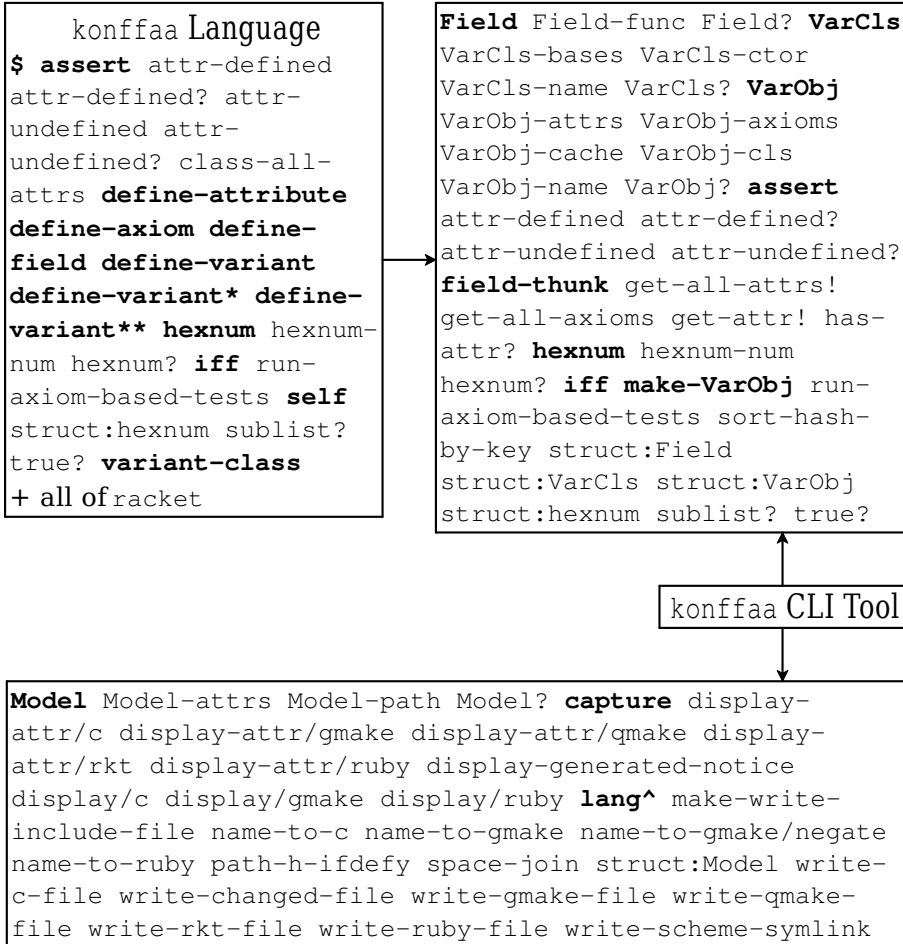 konffaa Language
$ assert attr-defined
attr-defined? attr-
undefined attr-
undefined? class-all-
attrs define-attribute
define-axiom define-
field define-variant
define-variant* define-
variant** hexnum hexnum-
num hexnum? iff run-
axiom-based-tests self
struct:hexnum sublist?
true? variant-class
+ all of racket
Field Field-func Field? VarCls
VarCls-bases VarCls-ctor
VarCls-name VarCls? VarObj
VarObj-attrs VarObj-axioms
VarObj-cache VarObj-cls
VarObj-name VarObj? assert
attr-defined attr-defined?
attr-undefined attr-undefined?
field-thunk get-all-attrs!
get-all-axioms get-attr! has-
attr? hexnum hexnum-num
hexnum? iff make-VarObj run-
axiom-based-tests sort-hash-
by-key struct:Field
struct:VarCls struct:VarObj
struct:hexnum sublist? true?
konffaa CLI Tool
Model Model-attrs Model-path Model? capture display-
attr/c display-attr/gmake display-attr/qmake display-
attr/rkt display-attr/ruby display-generated-notice
display/c display/gmake display/ruby lang^ make-write-
include-file name-to-c name-to-gmake name-to-gmake/negate
name-to-ruby path-h-ifdefy space-join struct:Model write-
c-file write-changed-file write-gmake-file write-qmake-
file write-rkt-file write-ruby-file write-scheme-symlink